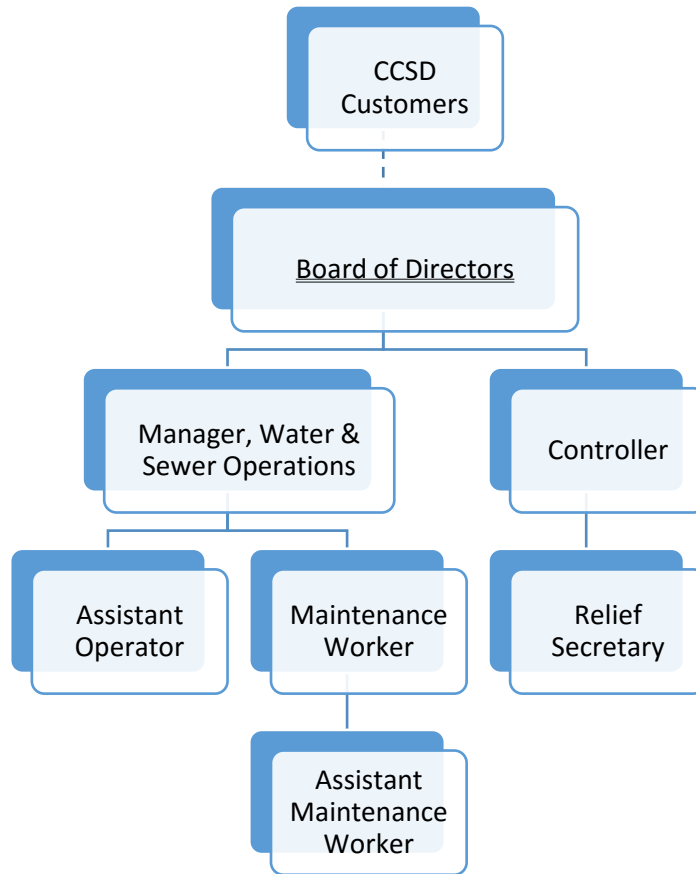 CCSD
Customers
Board of Directors
Manager, Water &
Sewer Operations
Controller
Assistant
Operator
Maintenance
Worker
Relief
Secretary
Assistant
Maintenance
Worker